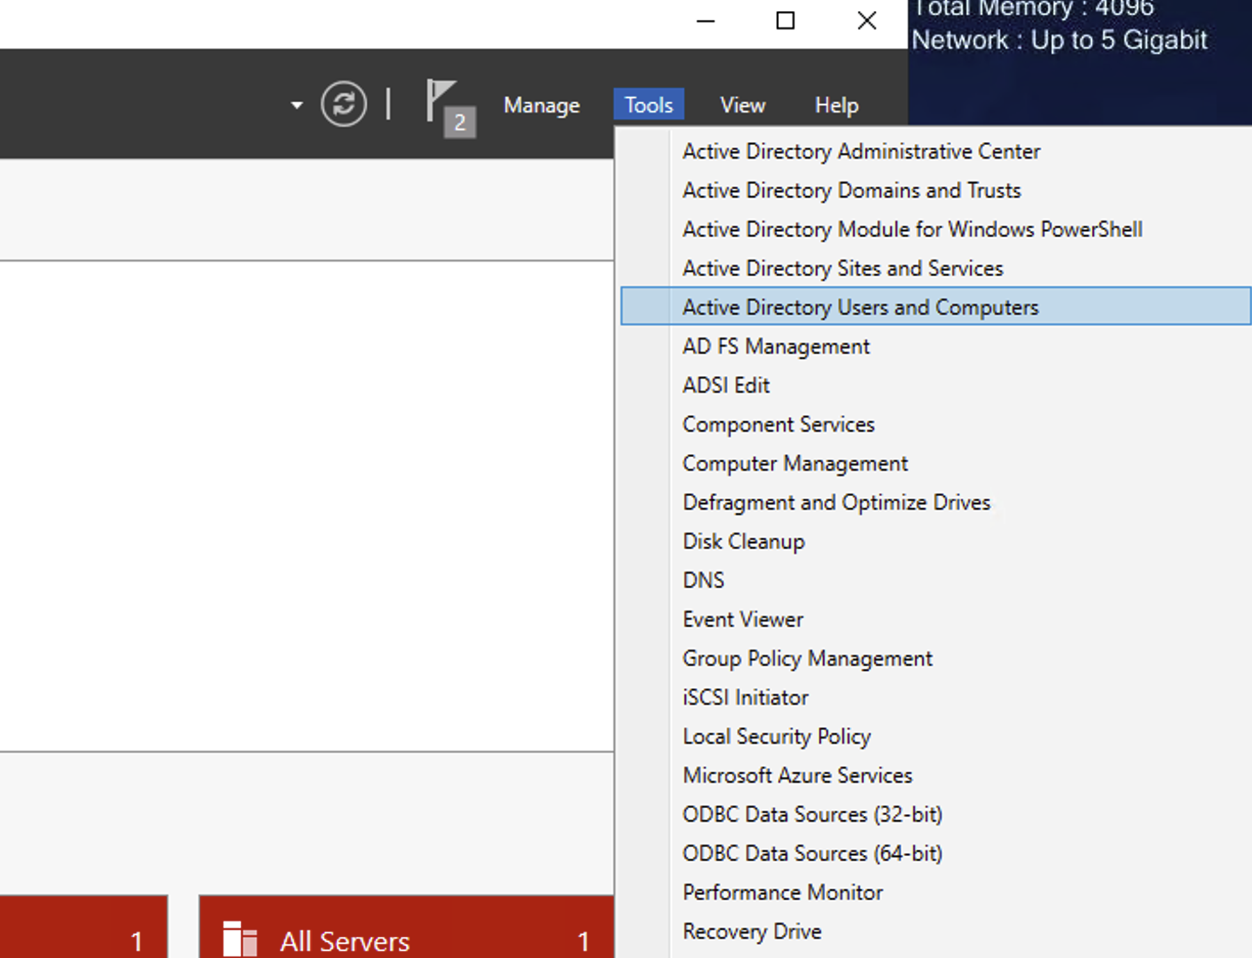 Total Memory : 4096
Network : Up to 5 Gigabit
2
Manage
Tools
View
Help
Active Directory Administrative Center
Active Directory Domains and Trusts
Active Directory Module for Windows PowerShell
Active Directory Sites and Services
Active Directory Users and Computers
AD FS Management
ADSI Edit
Component Services
Computer Management
Defragment and Optimize Drives
Disk Cleanup
DNS
Event Viewer
Group Policy Management
iSCSI Initiator
Local Security Policy
Microsoft Azure Services
ODBC Data Sources (32-bit)
ODBC Data Sources (64-bit)
Performance Monitor
Recovery Drive
1
All Servers
1